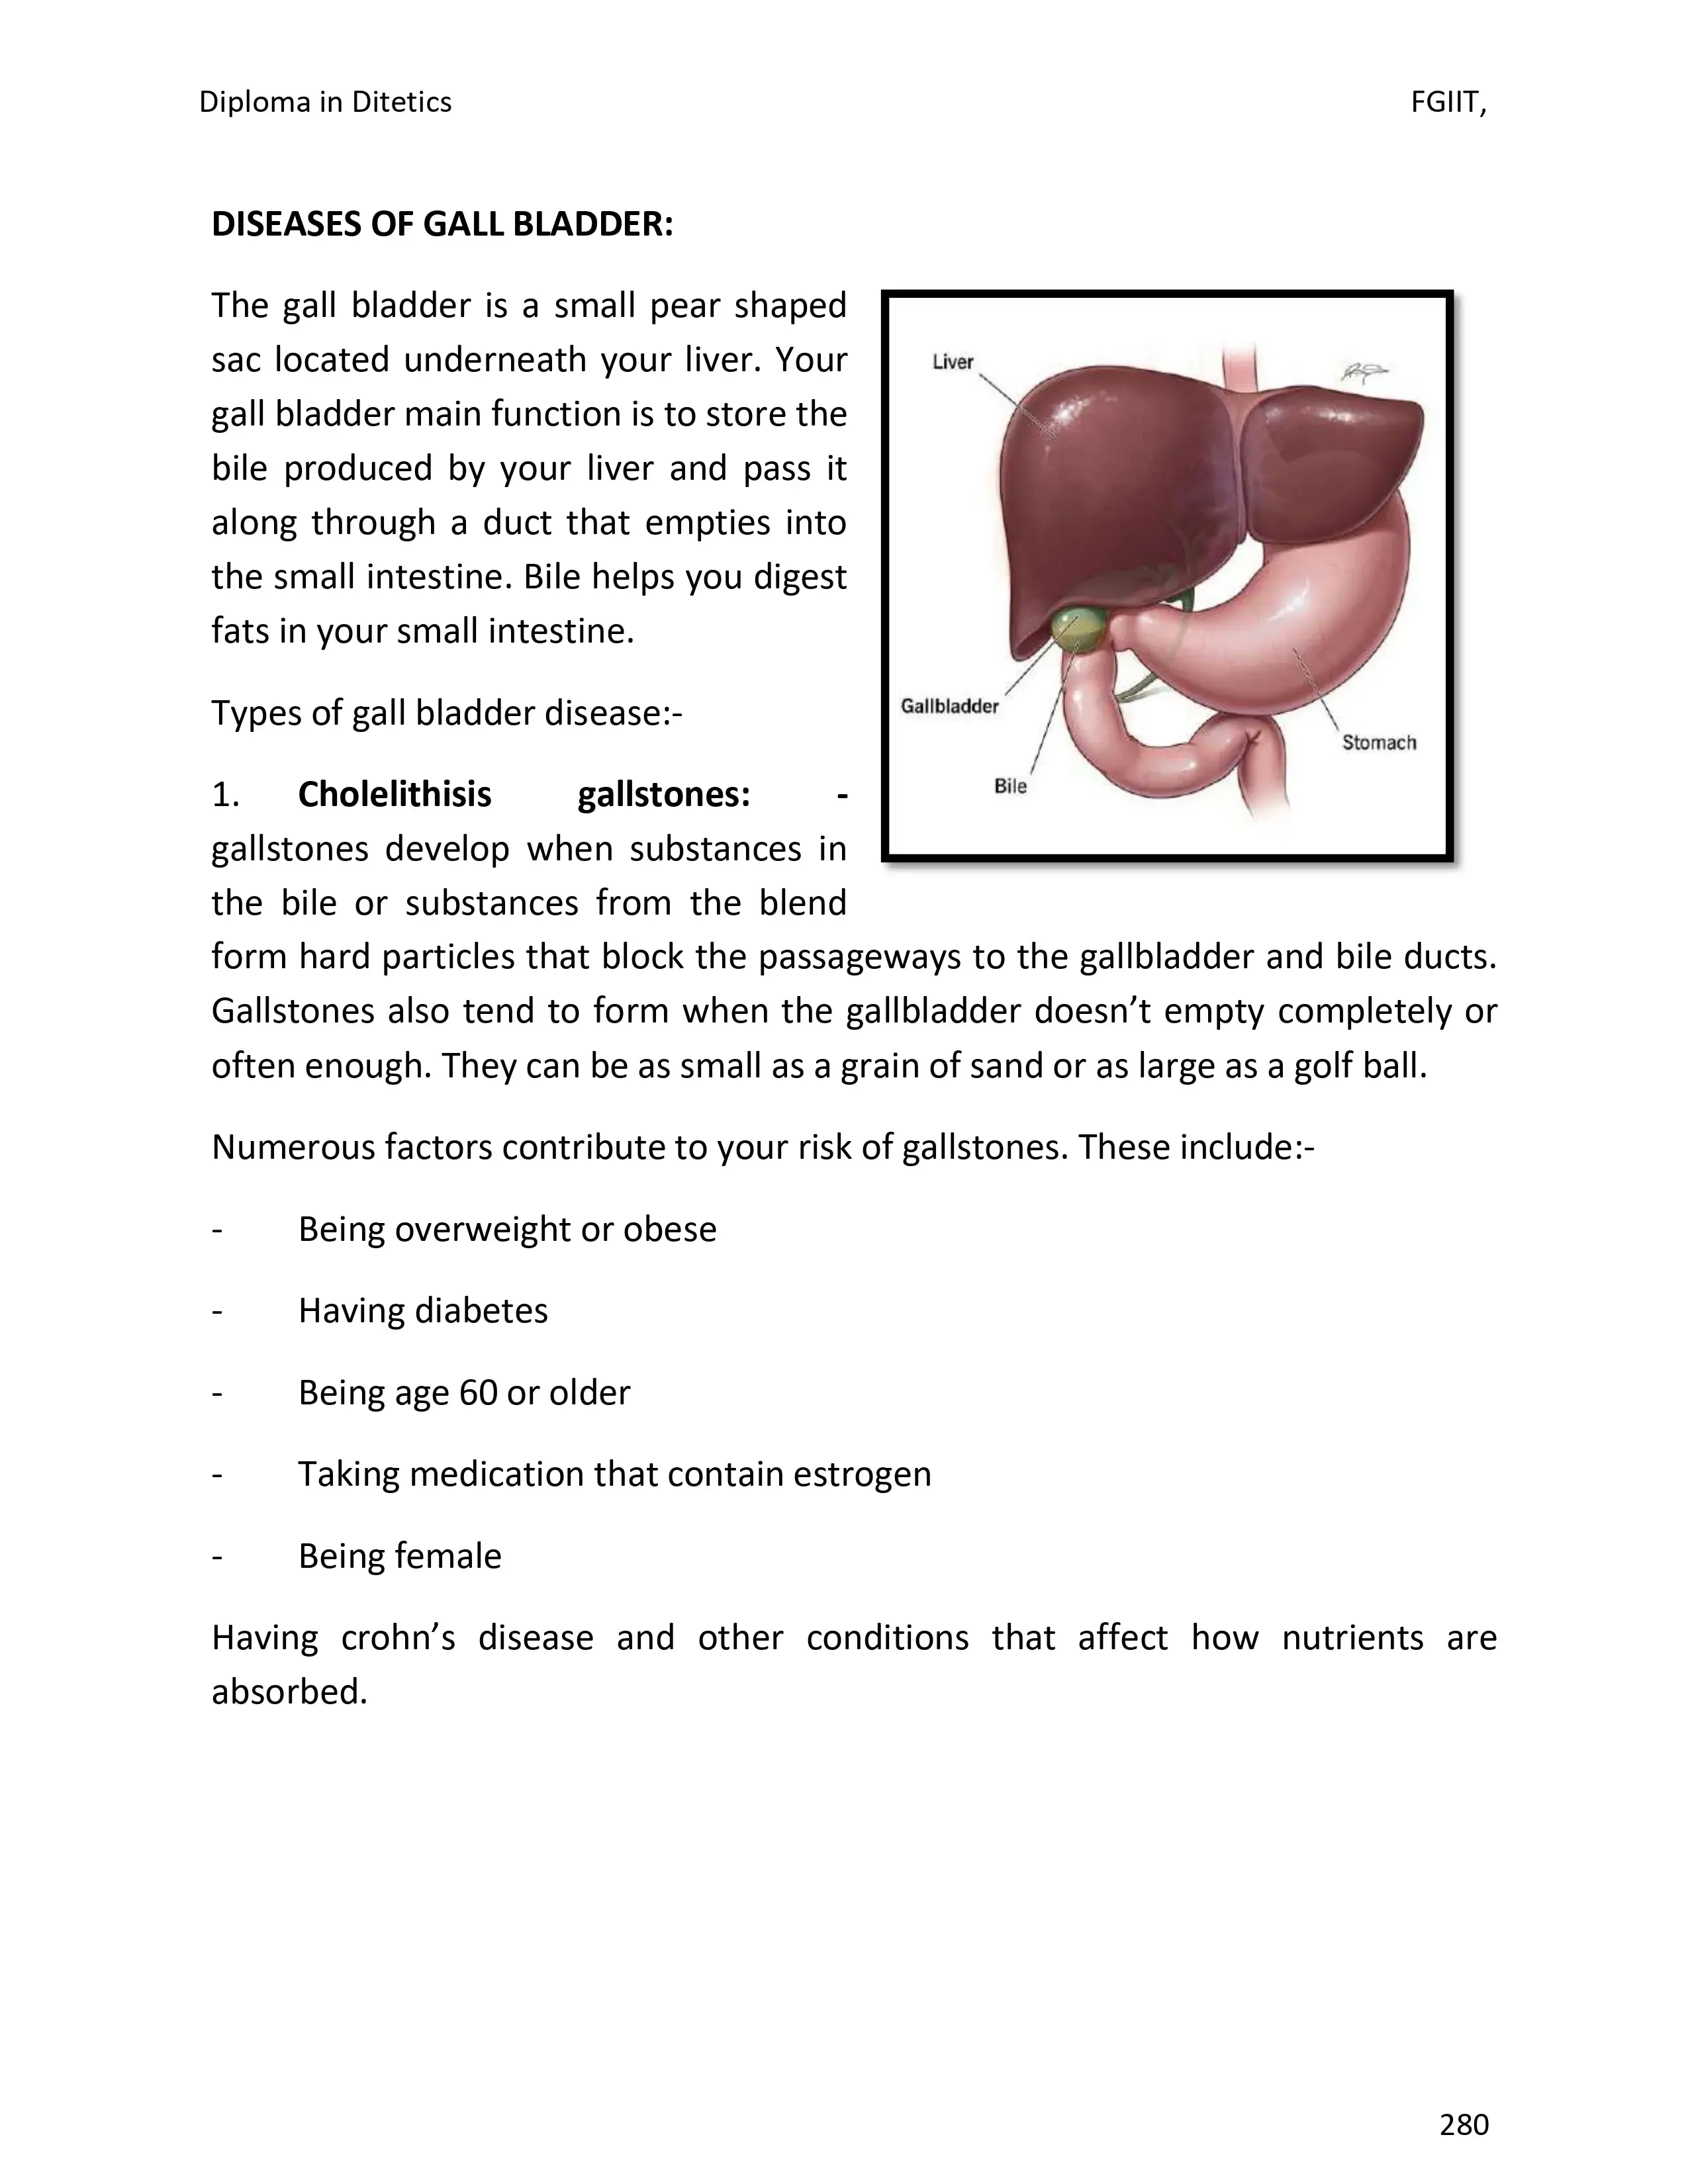 Diploma in Ditetics FGIIT,
DISEASES OF GALL BLADDER:
The gall bladder is a small pear shaped
sac located underneath your liver. Your
gall bladder main function is to store the
bile produced by your liver and pass it
along through a duct that empties into
the small intestine. Bile helps you digest
fats in your small intestine.
Types of gall bladder disease:-
1. Cholelithisis gallstones: -
gallstones develop when substances in
the bile or substances from the blend
form hard particles that block the passageways to the gallbladder and bile ducts.
Gallstones also tend to form when the gallbladder doesn’t empty completely or
often enough. They can be as small as a grain of sand or as large as a golf ball.
Liver
Gallbladder
Stomach
Bile
Numerous factors contribute to your risk of gallstones. These include:-
- Being overweight or obese
- Having diabetes
- Being age 60 or older
- Taking medication that contain estrogen
- Being female
Having crohn’s disease and other conditions that affect how nutrients are
absorbed.
280